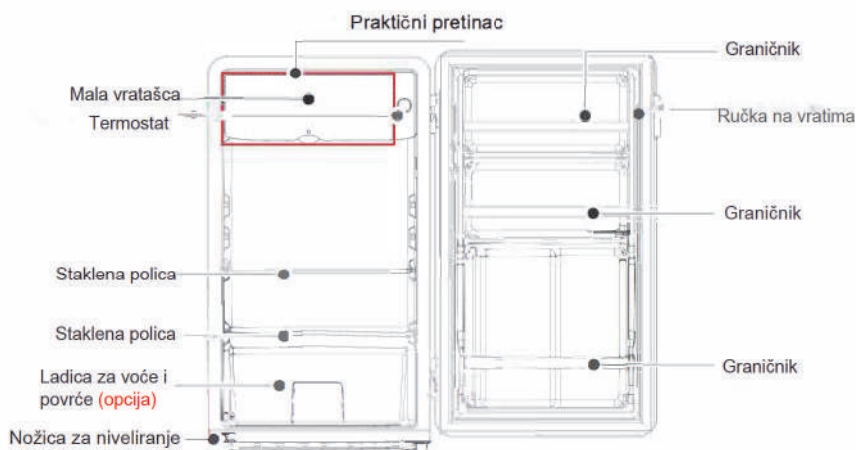 Praktični pretinac
Graničnik
Mala vratašca
Termostat
Ručka na vratima
Graničnik
Staklena polica
Staklena polica
Ladica za voće i
povrće (opcija)
Graničnik
Nožica za niveliranje